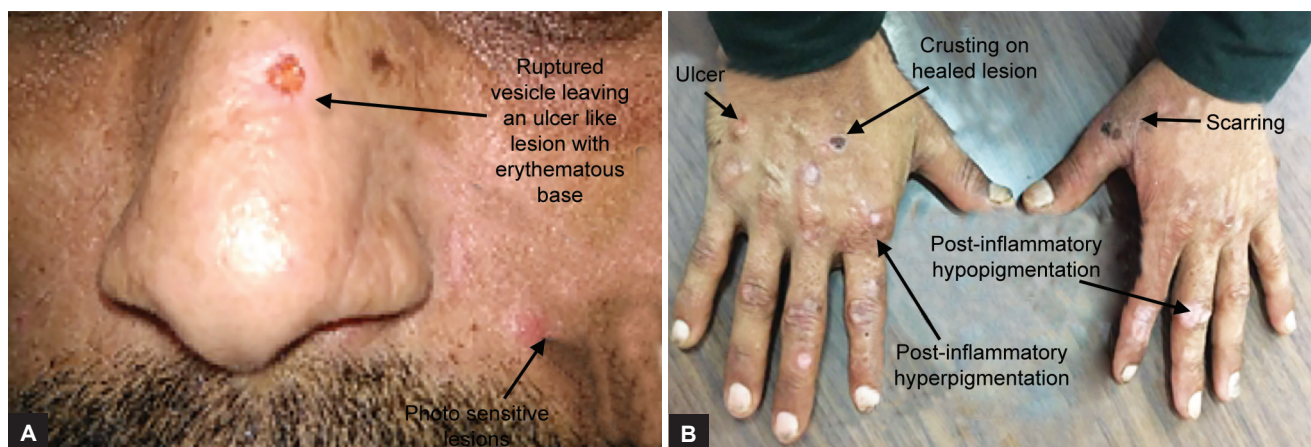 Ruptured
vesicle leaving
an ulcer like
lesion with
erythematous
base
Photo sensitive
lesions
A
Ulcer
Crusting on
healed lesion
Scarring
Post-inflammatory
hypopigmentation
Post-inflammatory
hyperpigmentation
B